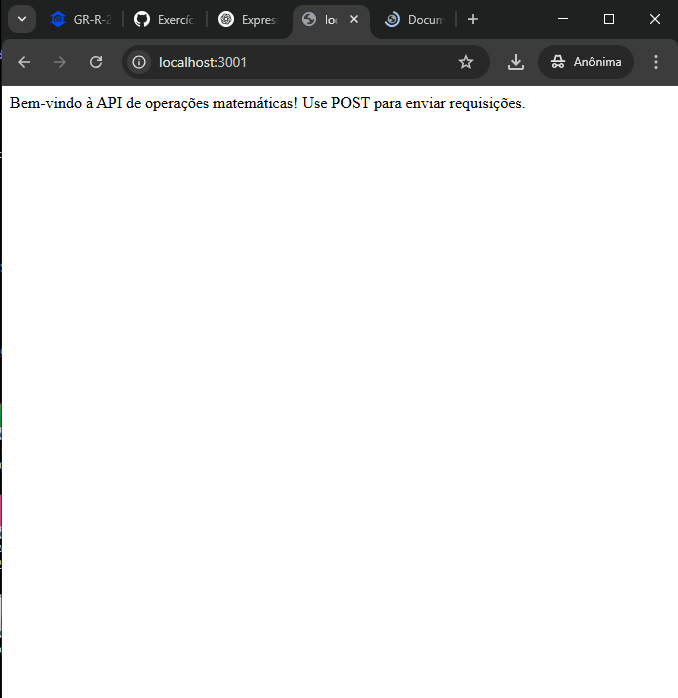 GR-R-2
Exercíc
Expres
loc
Docum
localhost:3001
Anônima
Bem-vindo à API de operações matemáticas! Use POST para enviar requisições.